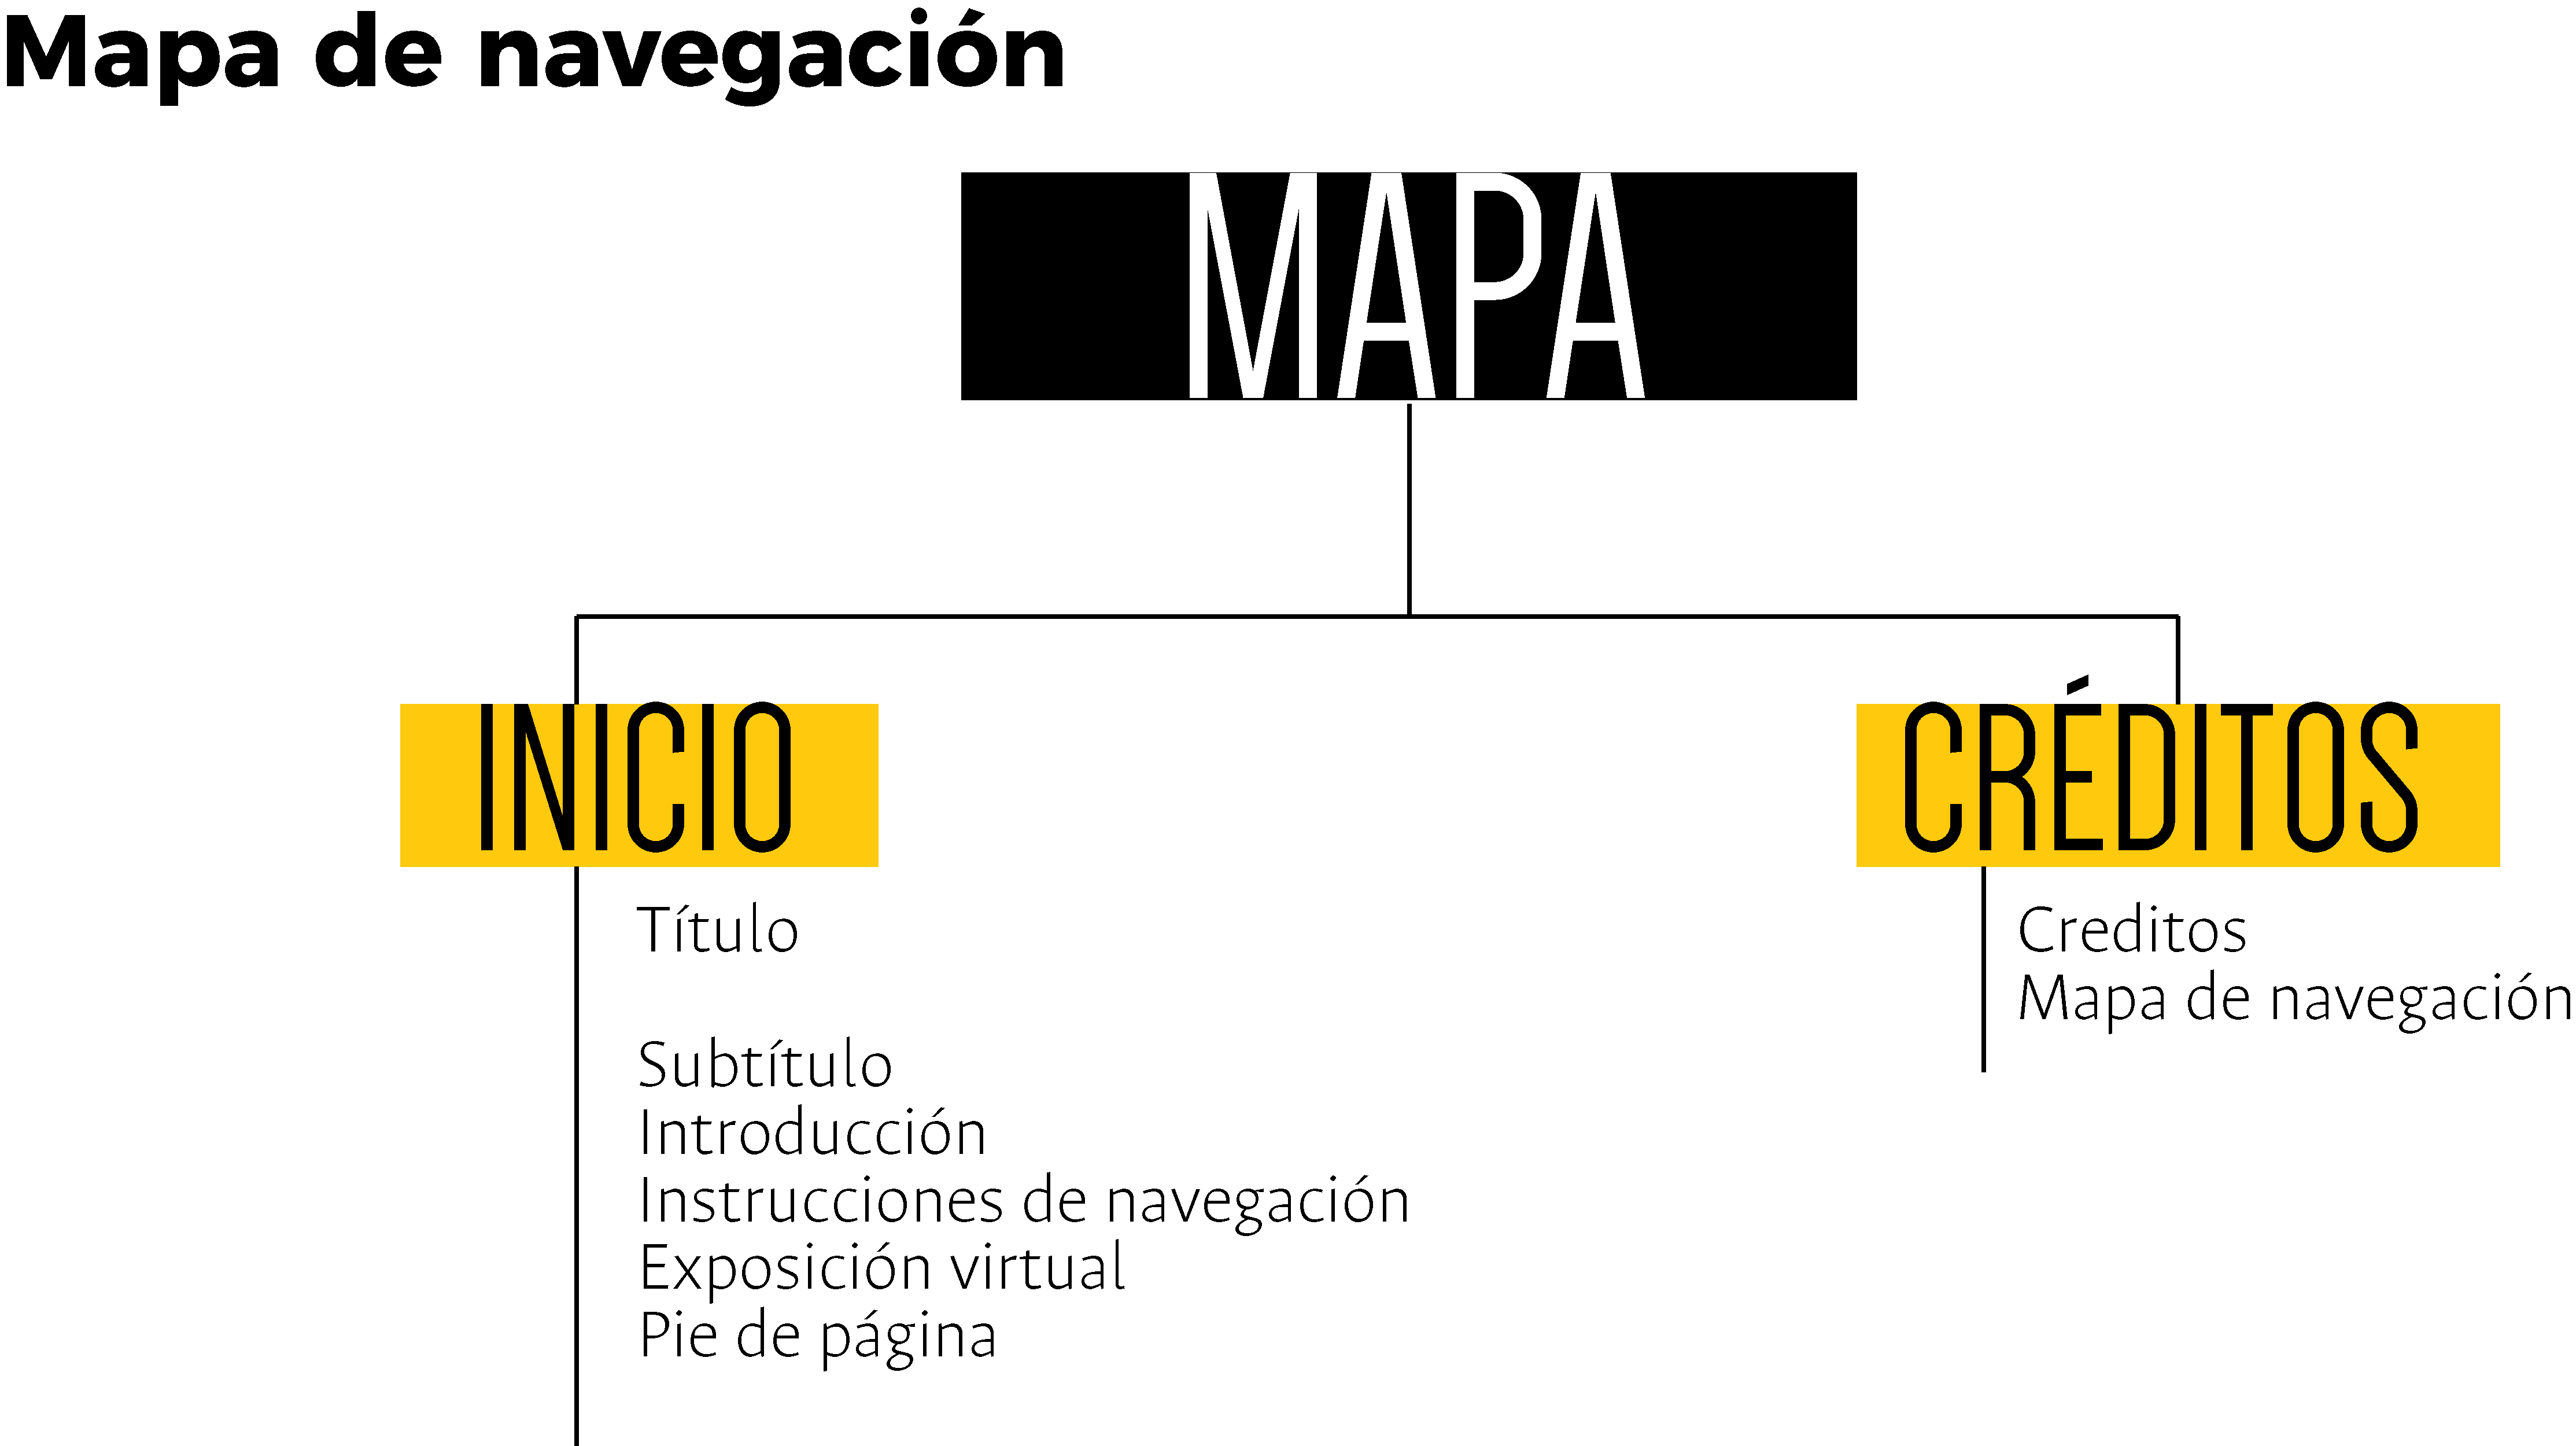 Mapa de navegación
MAPA
INICIO
Título
Subtítulo
Introducción
Instrucciones de navegación
Exposición virtual
Pie de página
CRÉDITOS
Creditos
Mapa de navegación